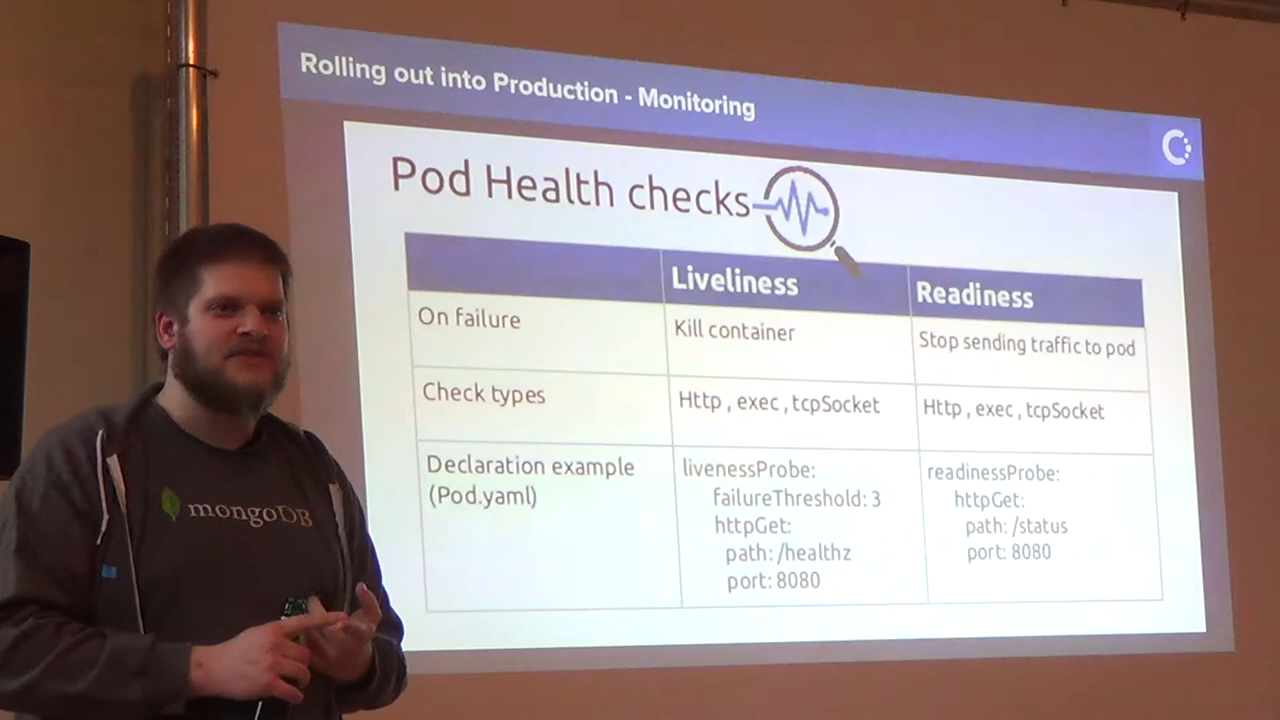 Rolling out into Production - Monitoring
Pod Health checks
Liveliness
Readiness
On failure
Kill container
Stop sending traffic to pod
Check types
Http , exec , tcpSocket
Http , exec , tcpSocket
Declaration example
(Pod.yaml)
livenessProbe:
failureThreshold: 3
httpGet:
path: /healthz
port: 8080
readinessProbe:
httpGet:
path: /status
port: 8080
mongoDB